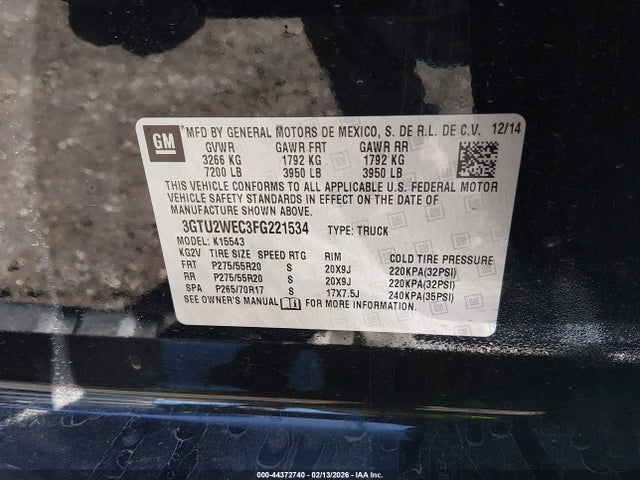 GM
MFD BY GENERAL MOTORS DE MEXICO, S. DE R.L. DE C.V. 12/14
GVWR GAWR FRT GAWR RR
3266 KG 1792 KG 1792 KG
7200 LB 3950 LB 3950 LB
THIS VEHICLE CONFORMS TO ALL APPLICABLE U.S. FEDERAL MOTOR
VEHICLE SAFETY STANDARDS IN EFFECT ON THE DATE OF
MANUFACTURE SHOWN ABOVE.
3GTU2WEC3FG221534 TYPE: TRUCK
MODEL: K15543
KG2V TIRE SIZE SPEED RTG RIM COLD TIRE PRESSURE
FRT P275/55R20 S 20X9J 220KPA(32PSI)
RR P275/55R20 S 20X9J 220KPA(32PSI)
SPA P265/70R17 S 17X7.5J 240KPA(35PSI)
SEE OWNER'S MANUAL FOR MORE INFORMATION.
000-44372740 - 02/13/2026 - IAA Inc.